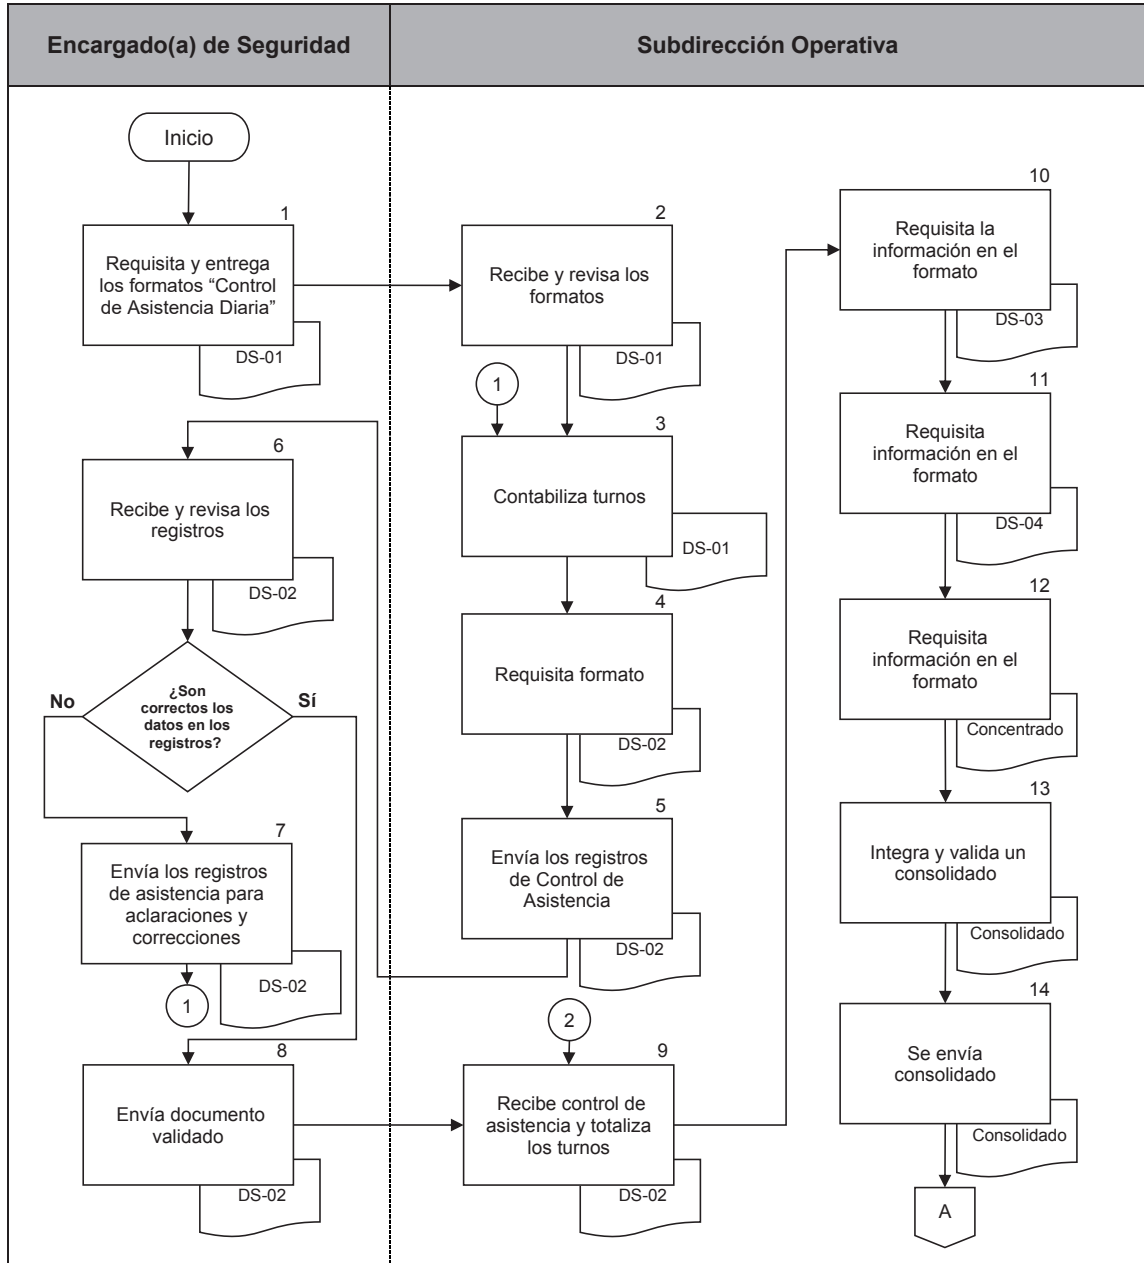 Encargado(a) de Seguridad
Subdirección Operativa
Inicio
1
Requisita y entrega
los formatos “Control
de Asistencia Diaria”
DS-01
2
Recibe y revisa los
formatos
DS-01
1
3
Contabiliza turnos
DS-01
4
Requisita formato
DS-02
5
Envía los registros
de Control de
Asistencia
DS-02
6
Recibe y revisa los
registros
DS-02
¿Son
correctos los
datos en los
registros?
No
Sí
7
Envía los registros
de asistencia para
aclaraciones y
correcciones
DS-02
1
8
Envía documento
validado
DS-02
2
9
Recibe control de
asistencia y totaliza
los turnos
DS-02
10
Requisita la
información en el
formato
DS-03
11
Requisita
información en el
formato
DS-04
12
Requisita
información en el
formato
Concentrado
13
Integra y valida un
consolidado
Consolidado
14
Se envía
consolidado
Consolidado
A